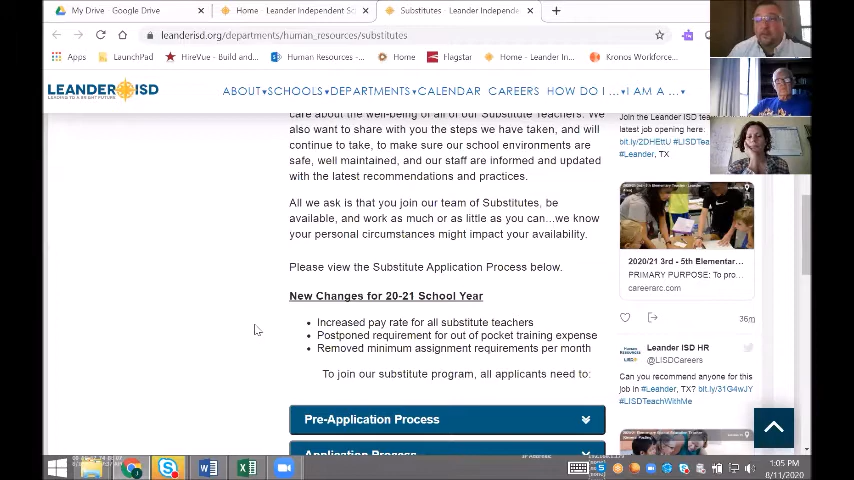 My Drive - Google Drive
Home - Leander Independent Sc
Substitutes - Leander Independe
leanderisd.org/departments/human_resources/substitutes
Apps
LaunchPad
HireVue - Build and...
Human Resources -...
Home
Flagstar
Home - Leander In...
Kronos Workforce...
LEANDER ISD
ABOUT SCHOOLS DEPARTMENTS CALENDAR CAREERS HOW DO I ... I AM A ...
care about the well-being of all of our Substitute Teachers. We
also want to share with you the steps we have taken, and will
continue to take, to make sure our school environments are
safe, well maintained, and our staff are informed and updated
with the latest recommendations and practices.
All we ask is that you join our team of Substitutes, be
available, and work as much or as little as you can...we know
your personal circumstances might impact your availability.
Please view the Substitute Application Process below.
New Changes for 20-21 School Year
• Increased pay rate for all substitute teachers
• Postponed requirement for out of pocket training expense
• Removed minimum assignment requirements per month
To join our substitute program, all applicants need to:
Pre-Application Process
Application Process
Join the Leander ISD team
latest job opening here:
bit.ly/2DHEttU #LISDTea
#Leander, TX
2020/21 3rd - 5th Elementar...
PRIMARY PURPOSE: To pro...
careerarc.com
36m
Leander ISD HR
@LISDCareers
Can you recommend anyone for this
job in #Leander, TX? bit.ly/31G4wJY
#LISDTeachWithMe
1:05 PM
8/11/2020